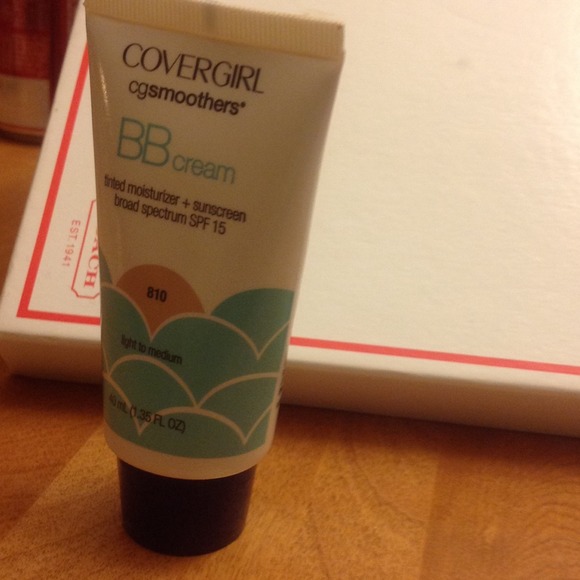 COVERGIRL
cgsmoothers
BB cream
tinted moisturizer + sunscreen
broad spectrum SPF 15
810
light to medium
40 mL (1.35 FL OZ)
ACH
EST. 1941